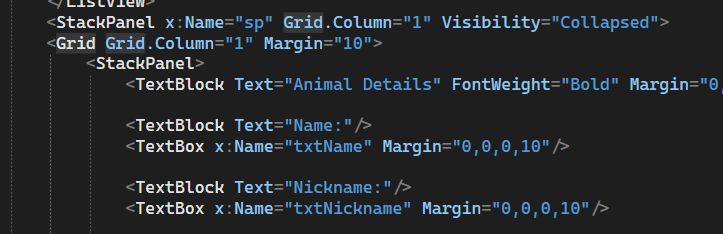 </ListView>
<StackPanel x:Name="sp" Grid.Column="1" Visibility="Collapsed">
<Grid Grid.Column="1" Margin="10">
<StackPanel>
<TextBlock Text="Animal Details" FontWeight="Bold" Margin="0,
<TextBlock Text="Name:"/>
<TextBox x:Name="txtName" Margin="0,0,0,10"/>
<TextBlock Text="Nickname:"/>
<TextBox x:Name="txtNickname" Margin="0,0,0,10"/>